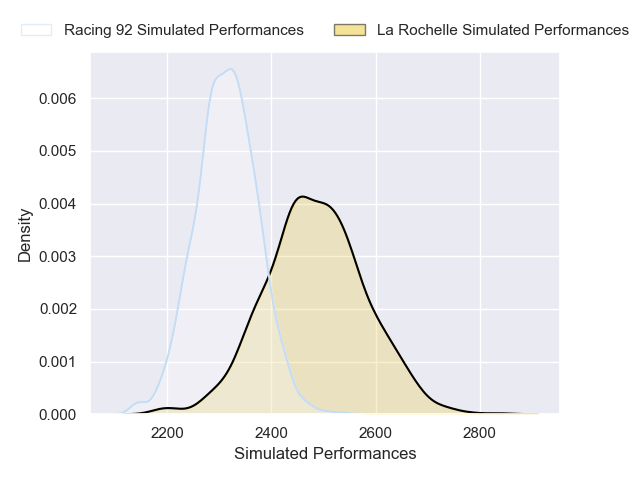 Racing 92 Simulated Performances
La Rochelle Simulated Performances
0.006
0.005
0.004
0.003
0.002
0.001
0.000
Density
2200
2400
2600
2800
Simulated Performances